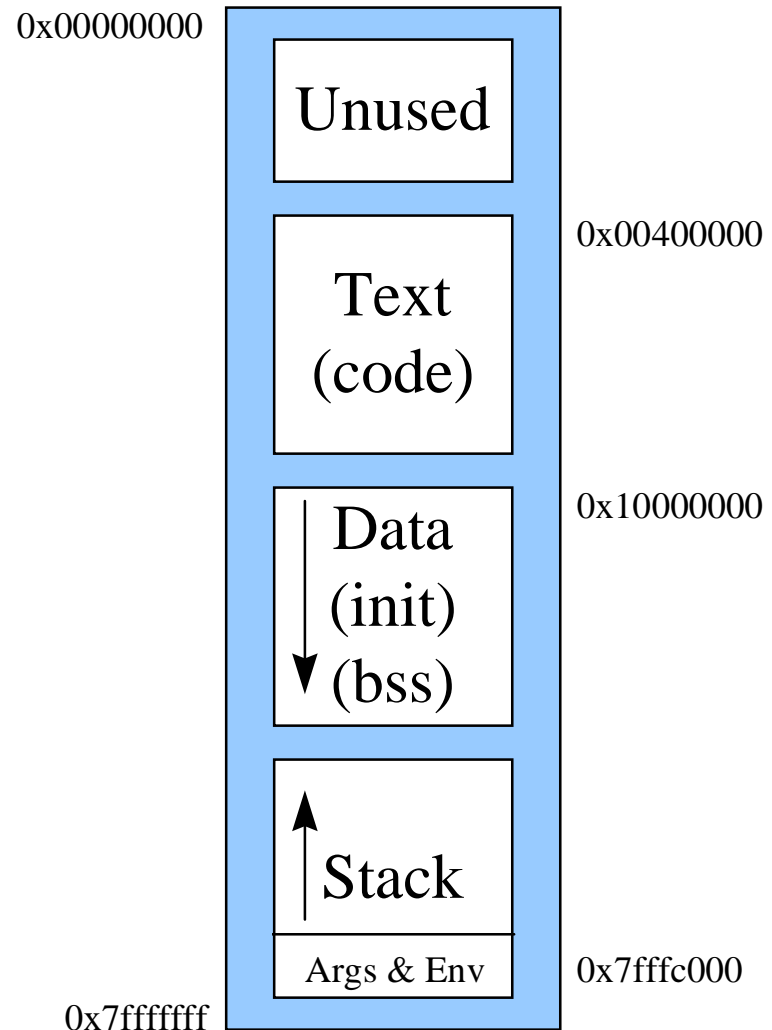 0x00000000
Unused
0x00400000
Text
(code)
0x10000000
Data
(init)
(bss)
Stack
Args & Env
0x7fffc000
0x7fffffff